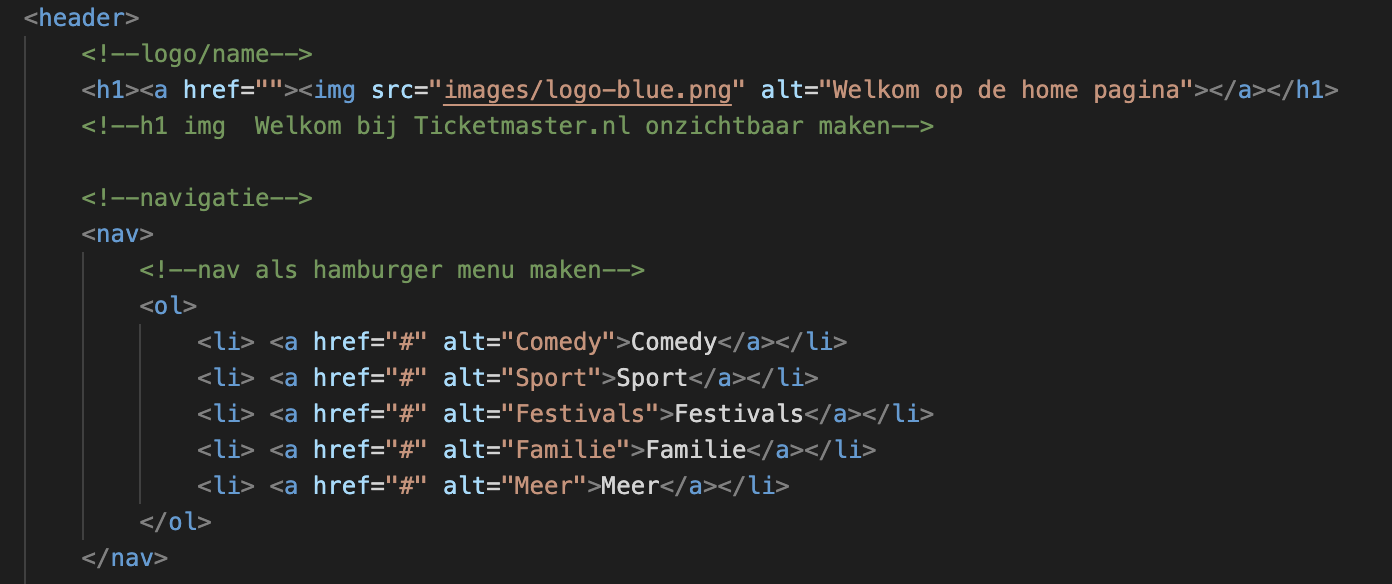 <header>
<!--logo/name-->
<h1><a href=""><img src="images/logo-blue.png" alt="Welkom op de home pagina"></a></h1>
<!--h1 img  Welkom bij Ticketmaster.nl onzichtbaar maken-->
<!--navigatie-->
<nav>
<!--nav als hamburger menu maken-->
<ol>
<li> <a href="#" alt="Comedy">Comedy</a></li>
<li> <a href="#" alt="Sport">Sport</a></li>
<li> <a href="#" alt="Festivals">Festivals</a></li>
<li> <a href="#" alt="Familie">Familie</a></li>
<li> <a href="#" alt="Meer">Meer</a></li>
</ol>
</nav>